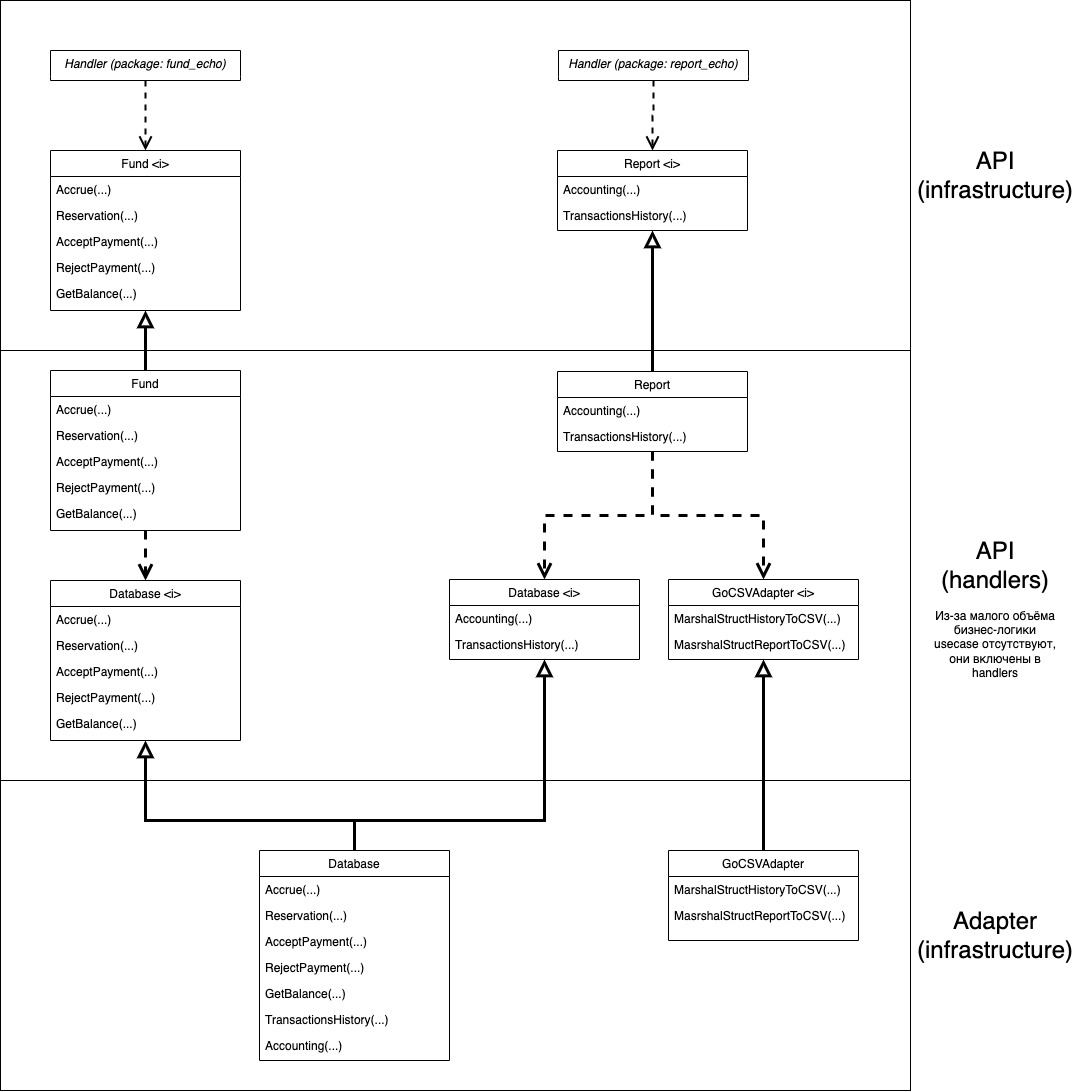 Handler (package: fund_echo)
Handler (package: report_echo)
Fund <i>
Accrue(...)
Reservation(...)
AcceptPayment(...)
RejectPayment(...)
GetBalance(...)
Report <i>
Accounting(...)
TransactionsHistory(...)
API
(infrastructure)
Fund
Accrue(...)
Reservation(...)
AcceptPayment(...)
RejectPayment(...)
GetBalance(...)
Report
Accounting(...)
TransactionsHistory(...)
Database <i>
Accrue(...)
Reservation(...)
AcceptPayment(...)
RejectPayment(...)
GetBalance(...)
Database <i>
Accounting(...)
TransactionsHistory(...)
GoCSVAdapter <i>
MarshalStructHistoryToCSV(...)
MasrshalStructReportToCSV(...)
API
(handlers)
Из-за малого объёма
бизнес-логики
usecase отсутствуют,
они включены в
handlers
Database
Accrue(...)
Reservation(...)
AcceptPayment(...)
RejectPayment(...)
GetBalance(...)
TransactionsHistory(...)
Accounting(...)
GoCSVAdapter
MarshalStructHistoryToCSV(...)
MasrshalStructReportToCSV(...)
Adapter
(infrastructure)